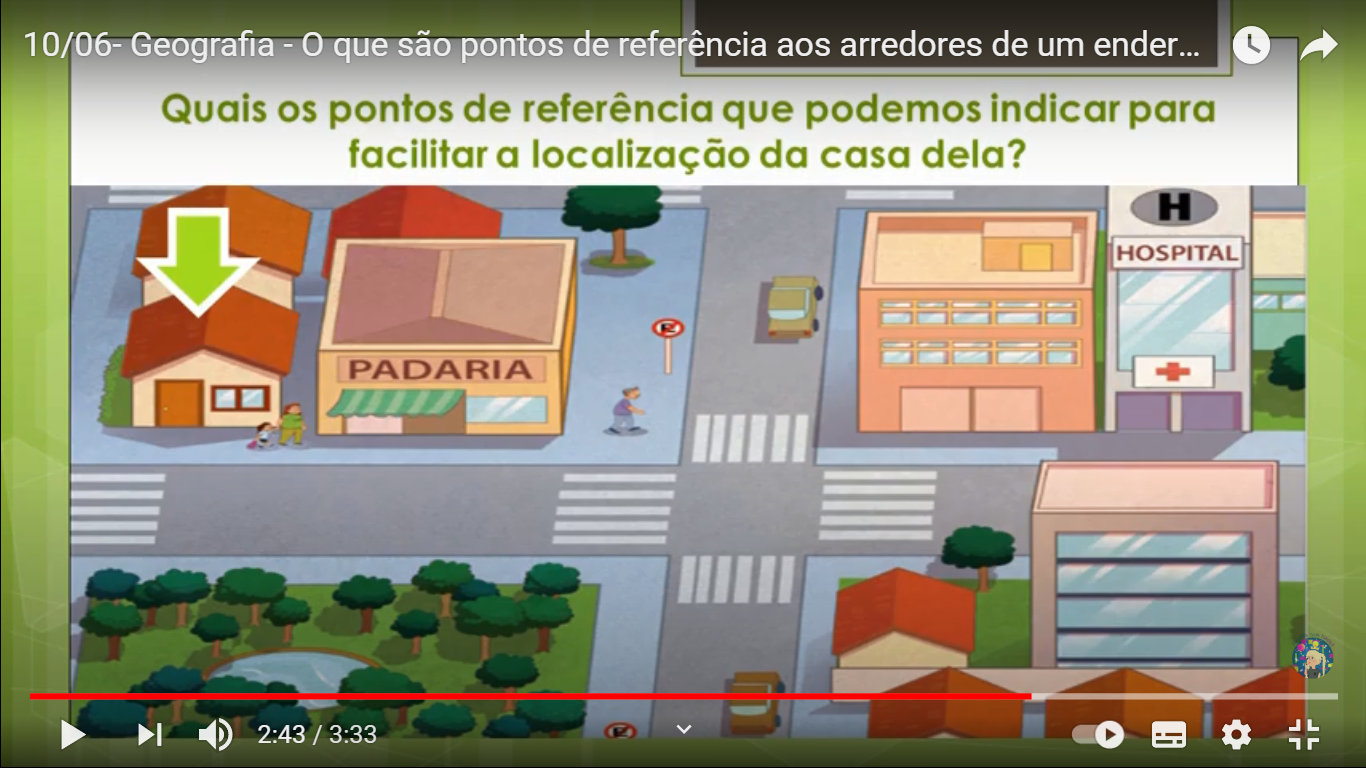 10/06- Geografia - O que são pontos de referência aos arredores de um ender...
Quais os pontos de referência que podemos indicar para
facilitar a localização da casa dela?
H
HOSPITAL
PADARIA
E
2:43 / 3:33